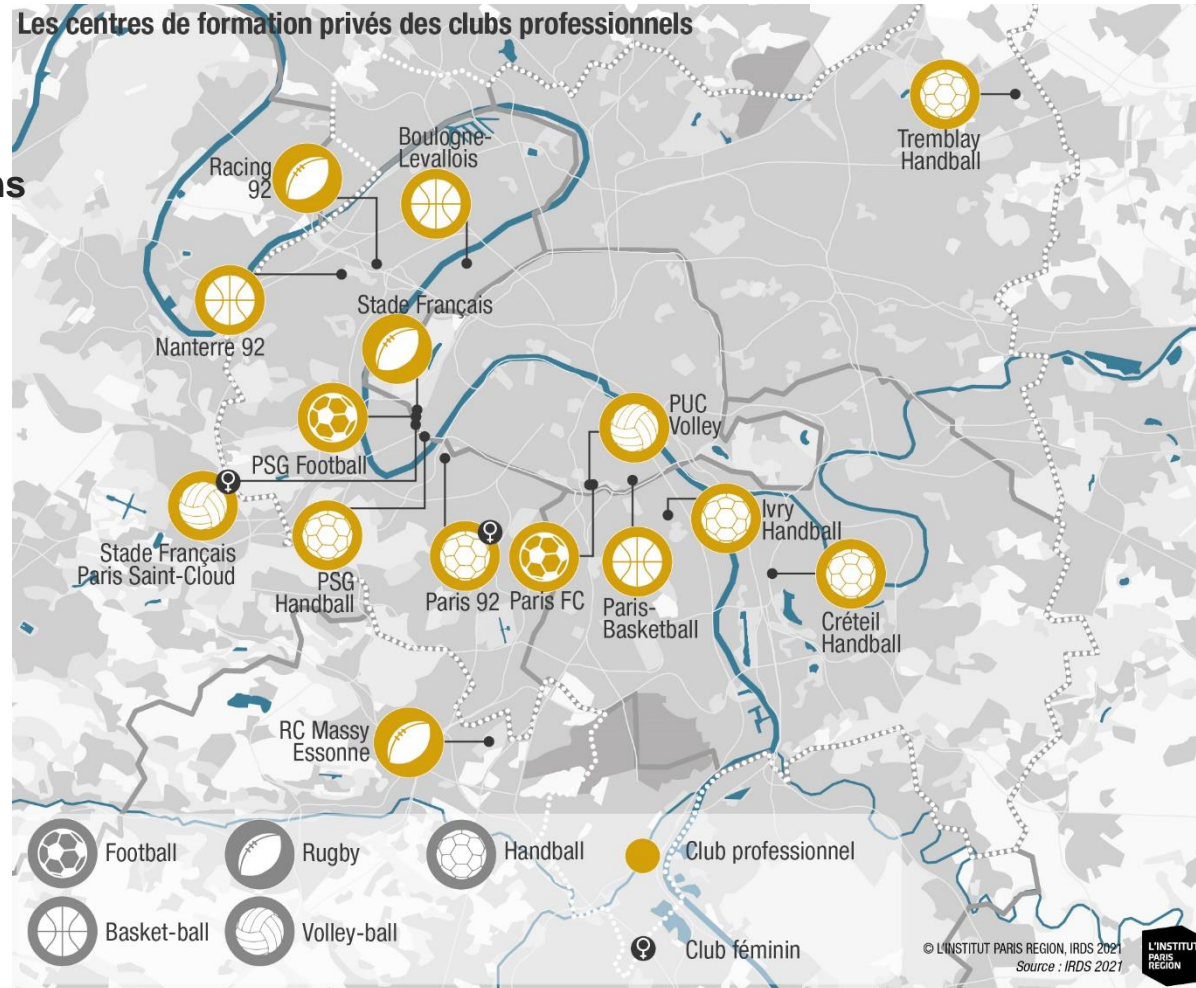 Les centres de formation privés des clubs professionnels
Boulogne-
Levallois
Racing
92
Tremblay
Handball
Stade Français
Nanterre 92
PUC
Volley
PSG Football
Ivry
Handball
Stade Français
Paris Saint-Cloud
PSG
Handball
Paris 92
Paris FC
Paris-
Basketball
Créteil
Handball
RC Massy
Essonne
Football
Rugby
Handball
Club professionnel
Basket-ball
Volley-ball
Club féminin
© L'INSTITUT PARIS REGION, IRDS 2021
Source : IRDS 2021
L'INSTITUT
PARIS
REGION